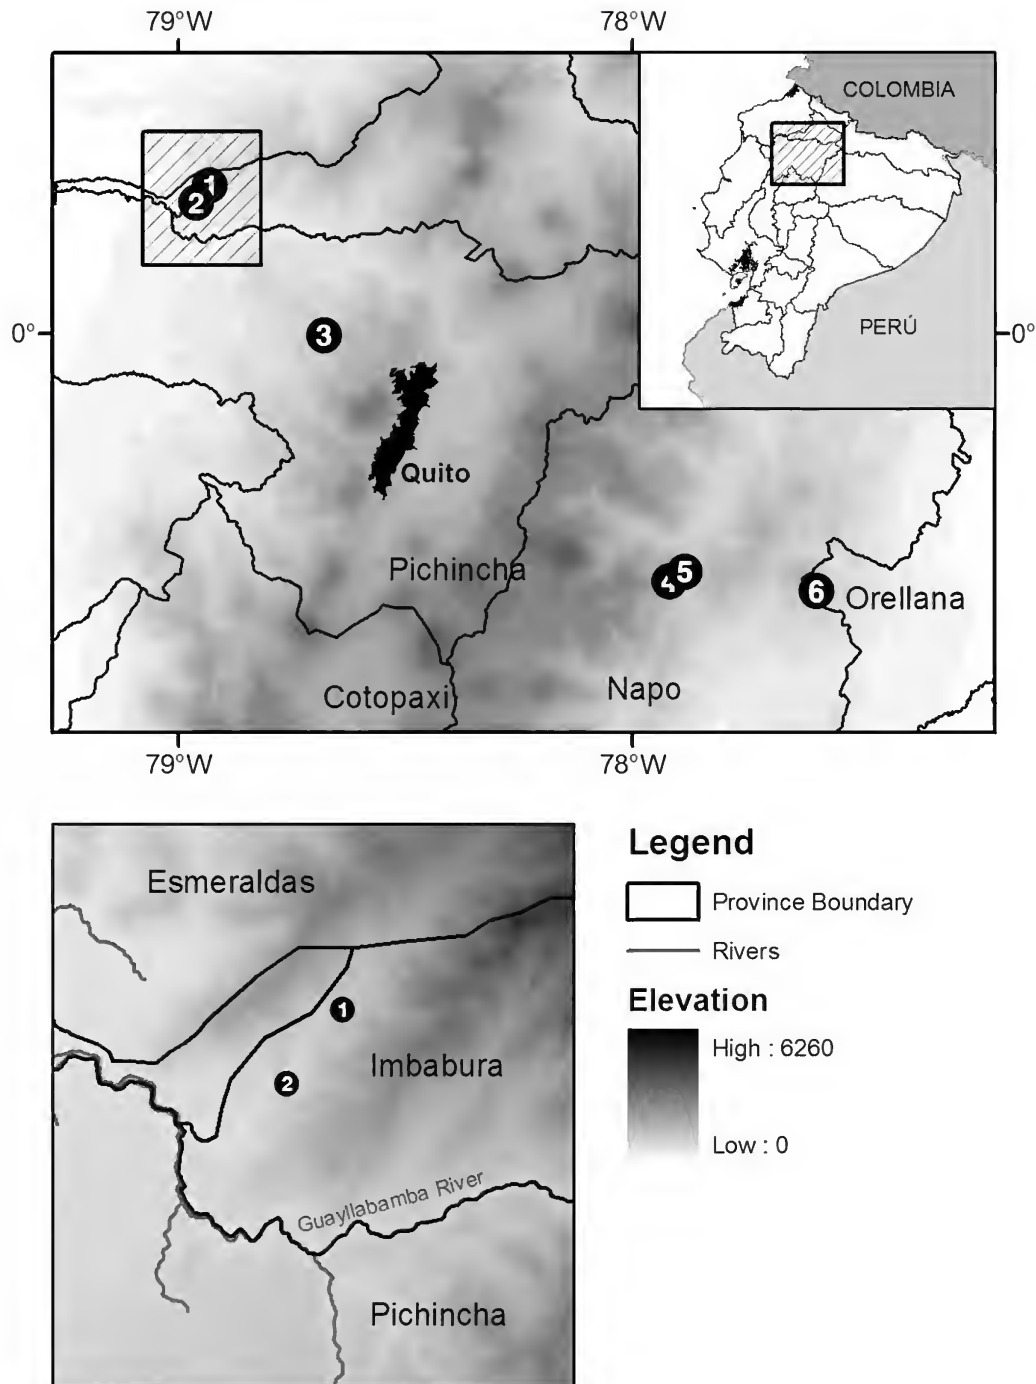 79°W 78°W
COLOMBIA
1
2
0° 3 PERÚ 0°
Quito
Pichincha
4 5
6 Orellana
Cotopaxi Napo
79°W 78°W
Esmeraldas
1
Imbabura
2
Guayllabamba River
Pichincha
Legend
Province Boundary
Rivers
Elevation
High : 6260
Low : 0